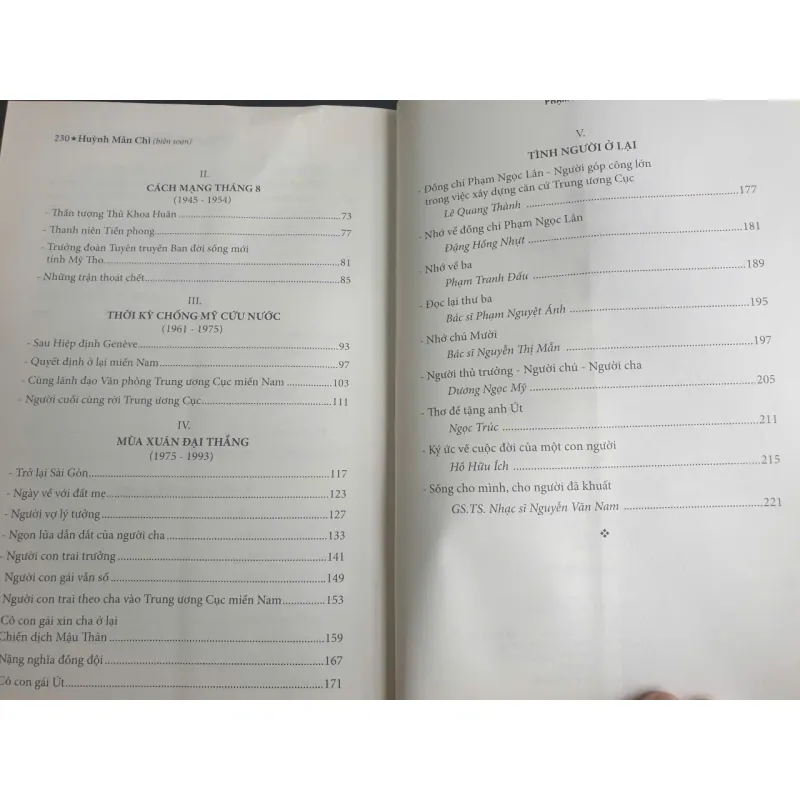 230★Huỳnh Mẫn Chi (biên soạn)
II.
CÁCH MẠNG THÁNG 8
(1945 - 1954)
- Thần tượng Thủ Khoa Huân ........ 73
- Thanh niên Tiền phong ........ 77
- Trưởng đoàn Tuyên truyền Ban đời sống mới
tỉnh Mỹ Tho ........ 81
- Những trận thoát chết ........ 85
III.
THỜI KỲ CHỐNG MỸ CỨU NƯỚC
(1961 - 1975)
- Sau Hiệp định Genève ........ 93
- Quyết định ở lại miền Nam ........ 97
- Cùng lãnh đạo Văn phòng Trung ương Cục miền Nam ........ 103
- Người cuối cùng rời Trung ương Cục ........ 111
IV.
MÙA XUÂN ĐẠI THẮNG
(1975 - 1993)
- Trở lại Sài Gòn ........ 117
- Ngày về với đất mẹ ........ 123
- Người vợ lý tưởng ........ 127
- Ngọn lửa dẫn dắt của người cha ........ 133
- Người con trai trưởng ........ 141
Người con gái vắn số ........ 149
Người con trai theo cha vào Trung ương Cục miền Nam ........ 153
Cô con gái xin cha ở lại
Chiến dịch Mậu Thân ........ 159
Nặng nghĩa đồng đội ........ 167
Cô con gái Út ........ 171
V.
TÌNH NGƯỜI Ở LẠI
- Đồng chí Phạm Ngọc Lân - Người góp công lớn
trong việc xây dựng căn cứ Trung ương Cục
Lê Quang Thành ........ 177
- Nhớ về đồng chí Phạm Ngọc Lân
Đặng Hồng Nhựt ........ 181
- Nhớ về ba
Phạm Tranh Đấu ........ 189
- Đọc lại thư ba
Bác sĩ Phạm Nguyệt Ánh ........ 195
- Nhớ chú Mười
Bác sĩ Nguyễn Thị Mẫn ........ 197
- Người thủ trưởng - Người chú - Người cha
Dương Ngọc Mỹ ........ 205
- Thơ đề tặng anh Út
Ngọc Trúc ........ 211
- Ký ức về cuộc đời của một con người
Hồ Hữu Ích ........ 215
- Sống cho mình, cho người đã khuất
GS.TS. Nhạc sĩ Nguyễn Văn Nam ........ 221